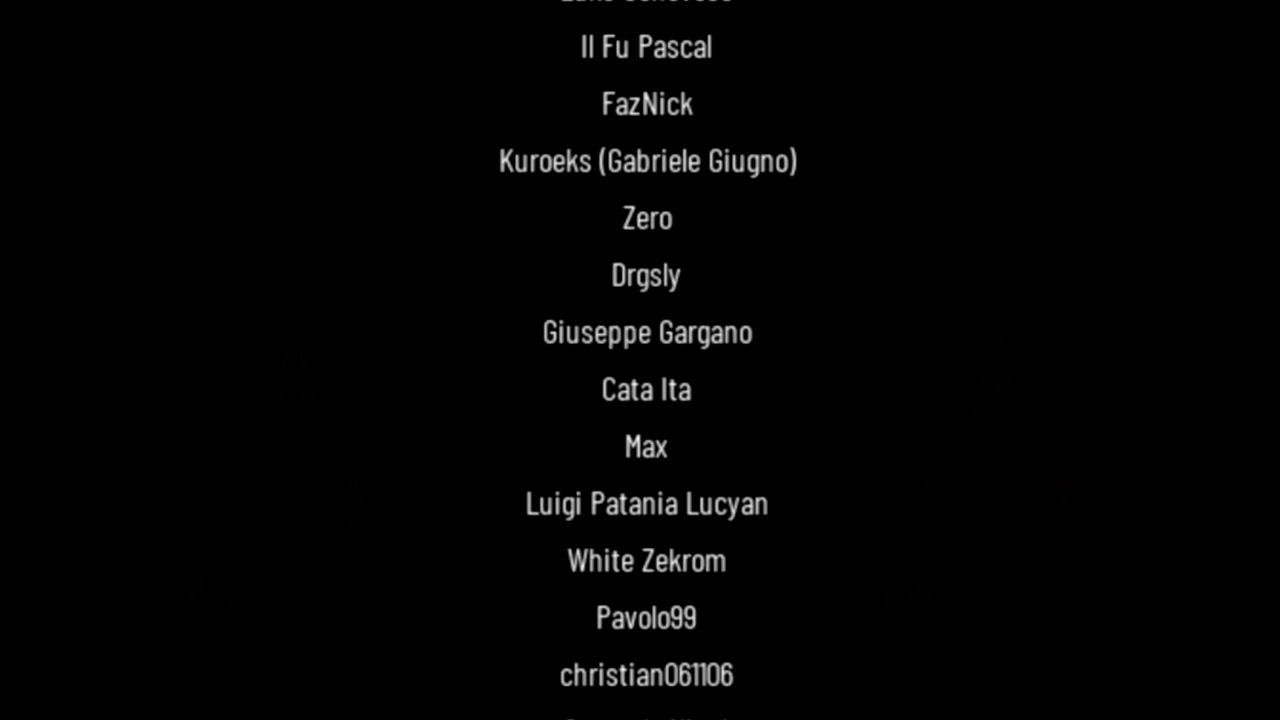 Il Fu Pascal
FazNick
Kuroeks (Gabriele Giugno)
Zero
Drgsly
Giuseppe Gargano
Cata Ita
Max
Luigi Patania Lucyan
White Zekrom
Pavolo99
christian061106